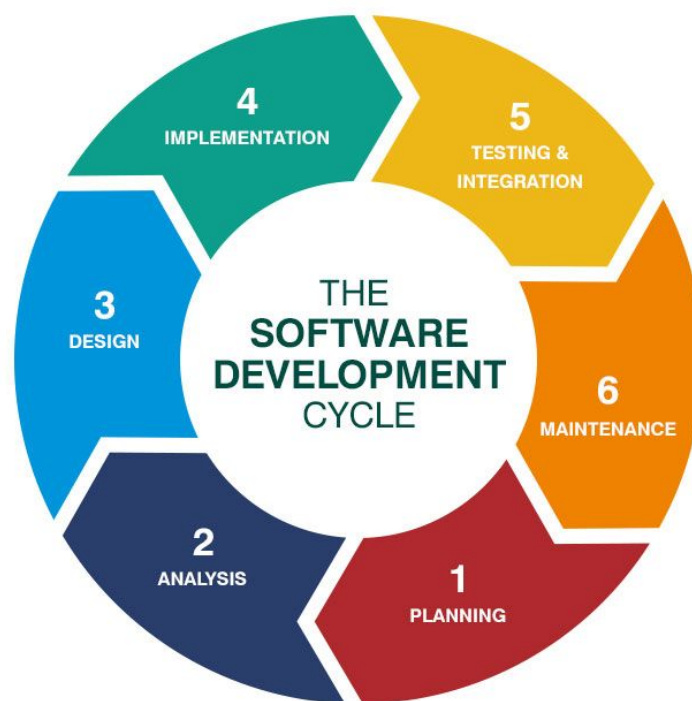 THE
SOFTWARE
DEVELOPMENT
CYCLE
1
PLANNING
2
ANALYSIS
3
DESIGN
4
IMPLEMENTATION
5
TESTING &
INTEGRATION
6
MAINTENANCE